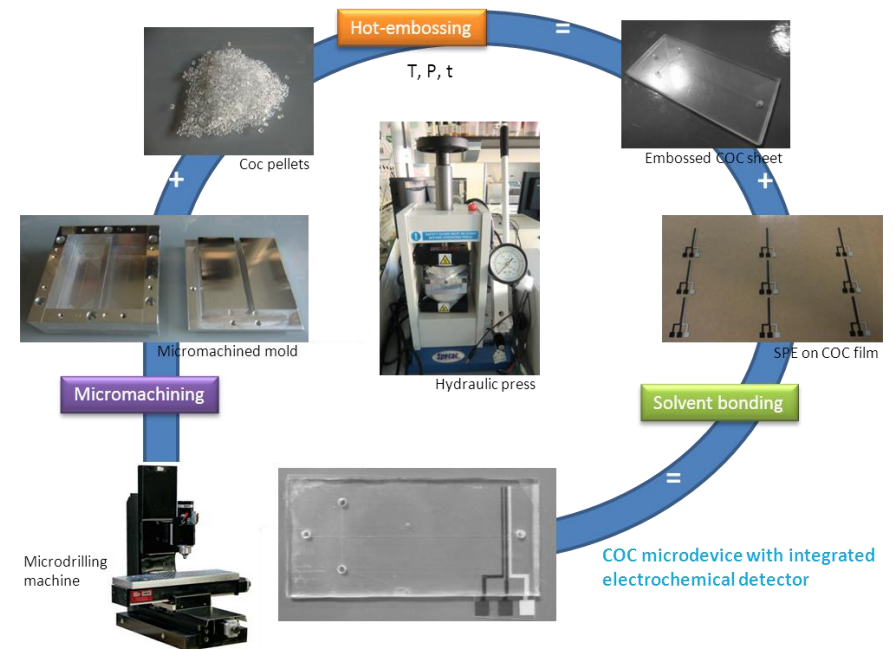 Hot-embossing
=
T, P, t
Coc pellets
Embossed COC sheet
+
+
Micromachined mold
Hydraulic press
SPE on COC film
Specac
Micromachining
Solvent bonding
=
Microdrilling
machine
COC microdevice with integrated
electrochemical detector